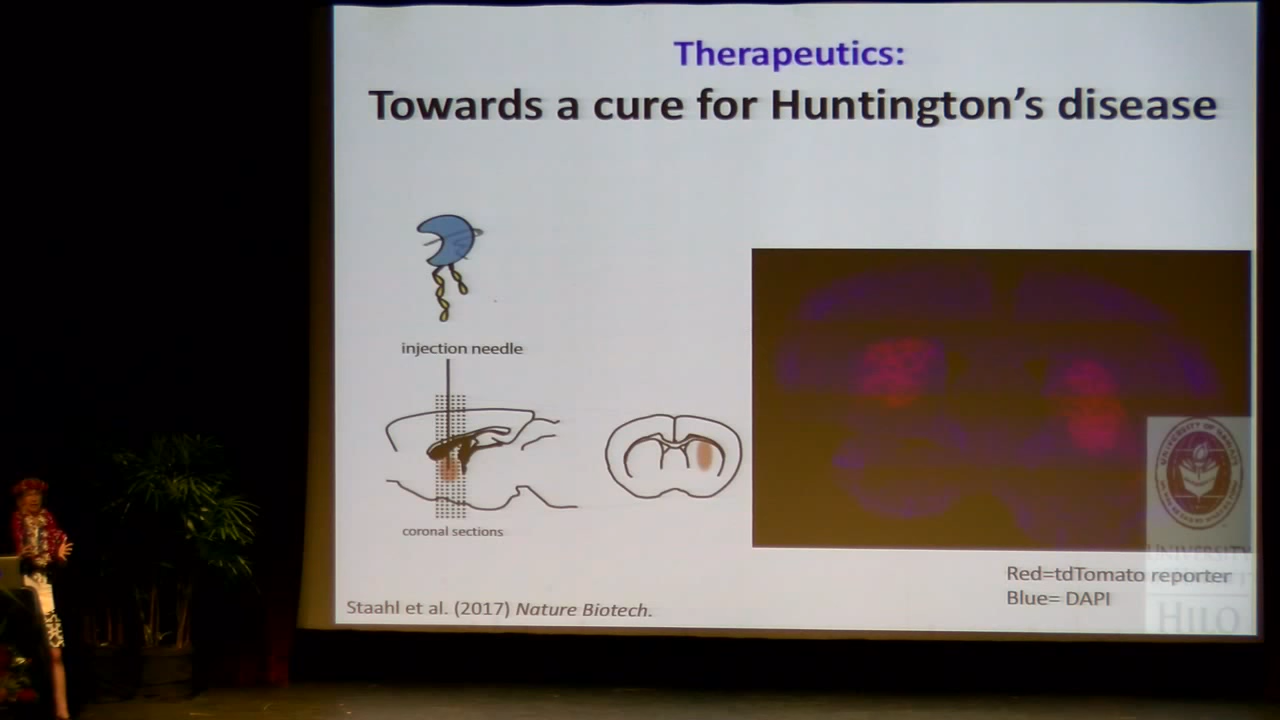 Therapeutics:
Towards a cure for Huntington's disease
injection needle
coronal sections
Staahl et al. (2017) Nature Biotech.
Red=tdTomato reporter
Blue= DAPI
UNIVERSITY
HILO